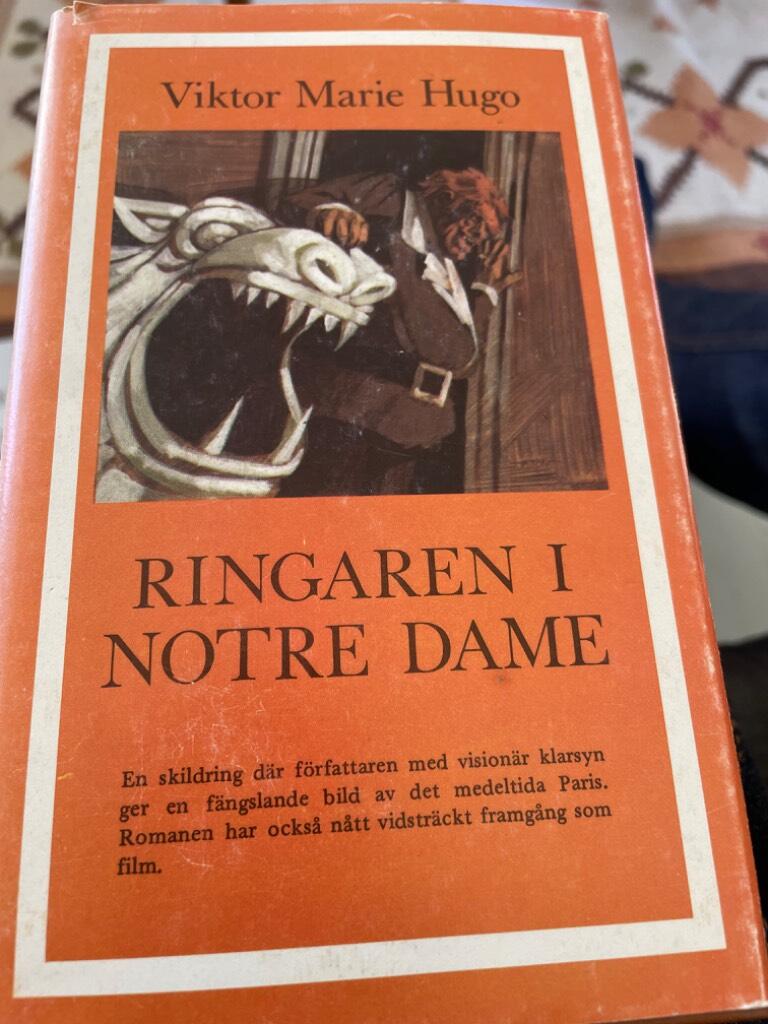 Viktor Marie Hugo
RINGAREN I
NOTRE DAME
En skildring där författaren med visionär klarsyn
ger en fängslande bild av det medeltida Paris.
Romanen har också nått vidsträckt framgång som
film.